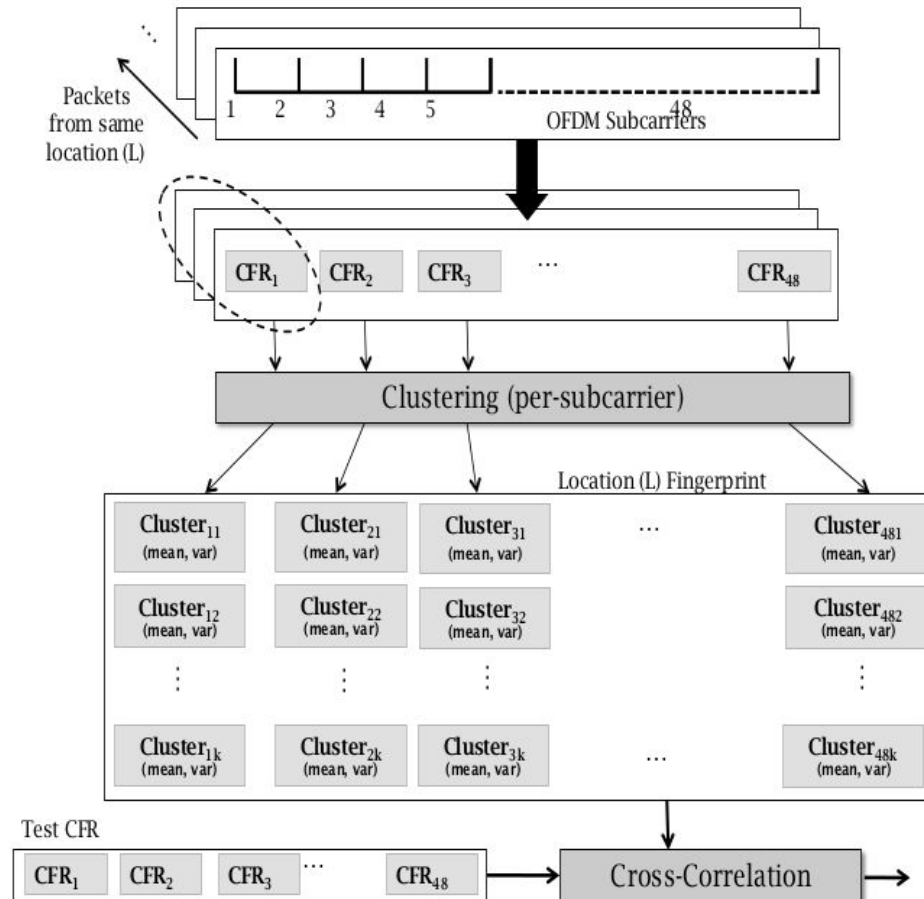 ...
Packets
from same
location (L)
1 2 3 4 5 48
OFDM Subcarriers
CFR1 CFR2 CFR3 ... CFR48
Clustering (per-subcarrier)
Location (L) Fingerprint
Cluster11 Cluster21 Cluster31 ... Cluster481
(mean, var) (mean, var) (mean, var) (mean, var)
Cluster12 Cluster22 Cluster32 Cluster482
(mean, var) (mean, var) (mean, var) (mean, var)
⋮ ⋮ ⋮ ⋮
Cluster1k Cluster2k Cluster3k ... Cluster48k
(mean, var) (mean, var) (mean, var) (mean, var)
Test CFR
CFR1 CFR2 CFR3 ... CFR48
Cross-Correlation